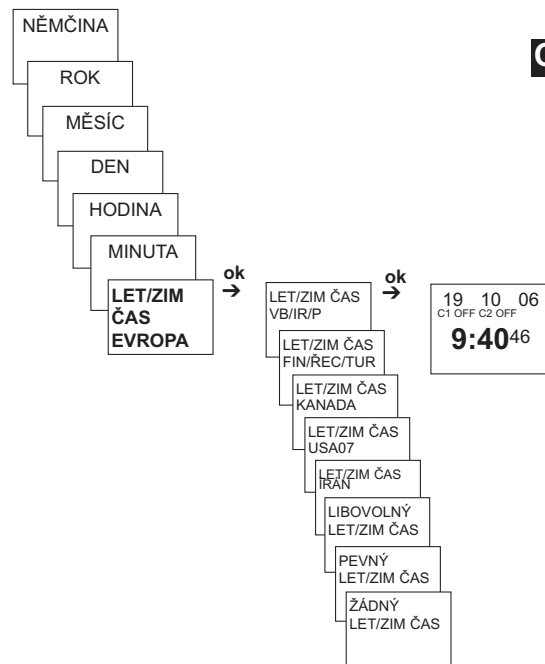 NĚMČINA
ROK
MĚSÍC
DEN
HODINA
MINUTA
LET/ZIM
ČAS
EVROPA
ok
➔
LET/ZIM ČAS
VB/IR/P
LET/ZIM ČAS
FIN/ŘEC/TUR
LET/ZIM ČAS
KANADA
LET/ZIM ČAS
USA07
LET/ZIM ČAS
IRÁN
LIBOVOLNÝ
LET/ZIM ČAS
PEVNÝ
LET/ZIM ČAS
ŽÁDNÝ
LET/ZIM ČAS
ok
➔
19 10 06
C1 OFF C2 OFF
9:4046